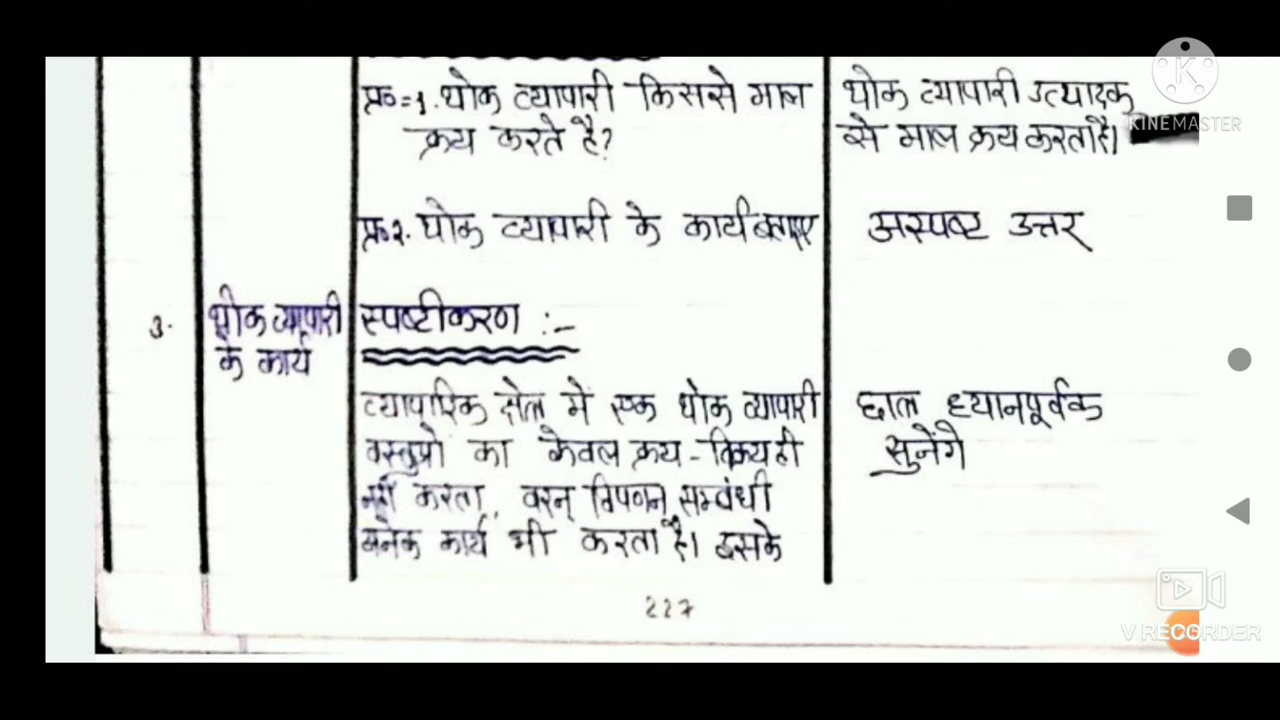 प्र०=1. थोक व्यापारी किससे माल
क्रय करते है?
थोक व्यापारी उत्पादक
से माल क्रय करता है।
प्र०2. थोक व्यापारी के कार्य बताइए
अस्पष्ट उत्तर
3.
थोक व्यापारी
के कार्य
स्पष्टीकरण :-
व्यापारिक क्षेत्र में एक थोक व्यापारी
वस्तुओ का केवल क्रय-विक्रय ही
नहीं करता, वरन् विपणन सम्बंधी
अनेक कार्य भी करता है। इसके
छात्र ध्यानपूर्वक
सुनेंगे
227
K
KINEMASTER
V RECORDER